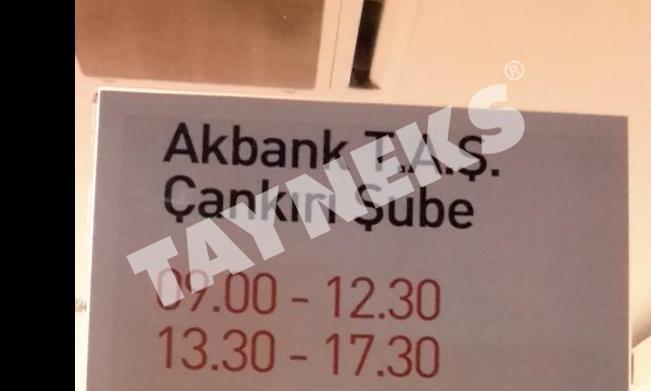 Akbank T.A.Ş.
Çankırı Şube
TAYNEKS®
09.00 - 12.30
13.30 - 17.30